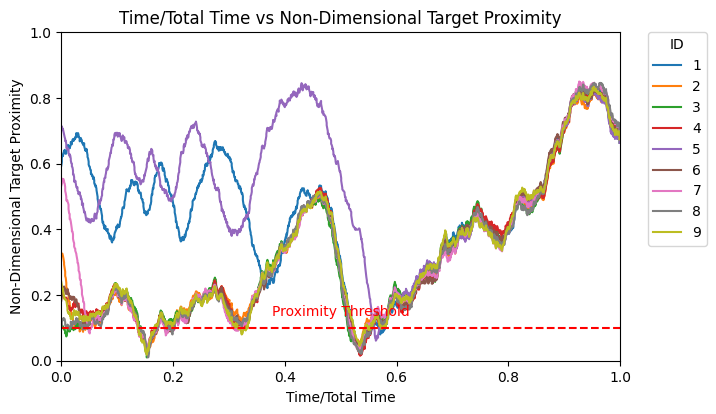 Time/Total Time vs Non-Dimensional Target Proximity
Non-Dimensional Target Proximity
1.0
0.8
0.6
0.4
0.2
0.0
Proximity Threshold
0.0 0.2 0.4 0.6 0.8 1.0
Time/Total Time
ID
1
2
3
4
5
6
7
8
9